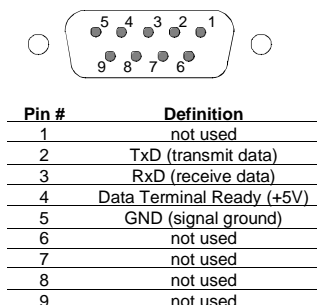 5 4 3 2 1
9 8 7 6
Pin # Definition
1 not used
2 TxD (transmit data)
3 RxD (receive data)
4 Data Terminal Ready (+5V)
5 GND (signal ground)
6 not used
7 not used
8 not used
9 not used